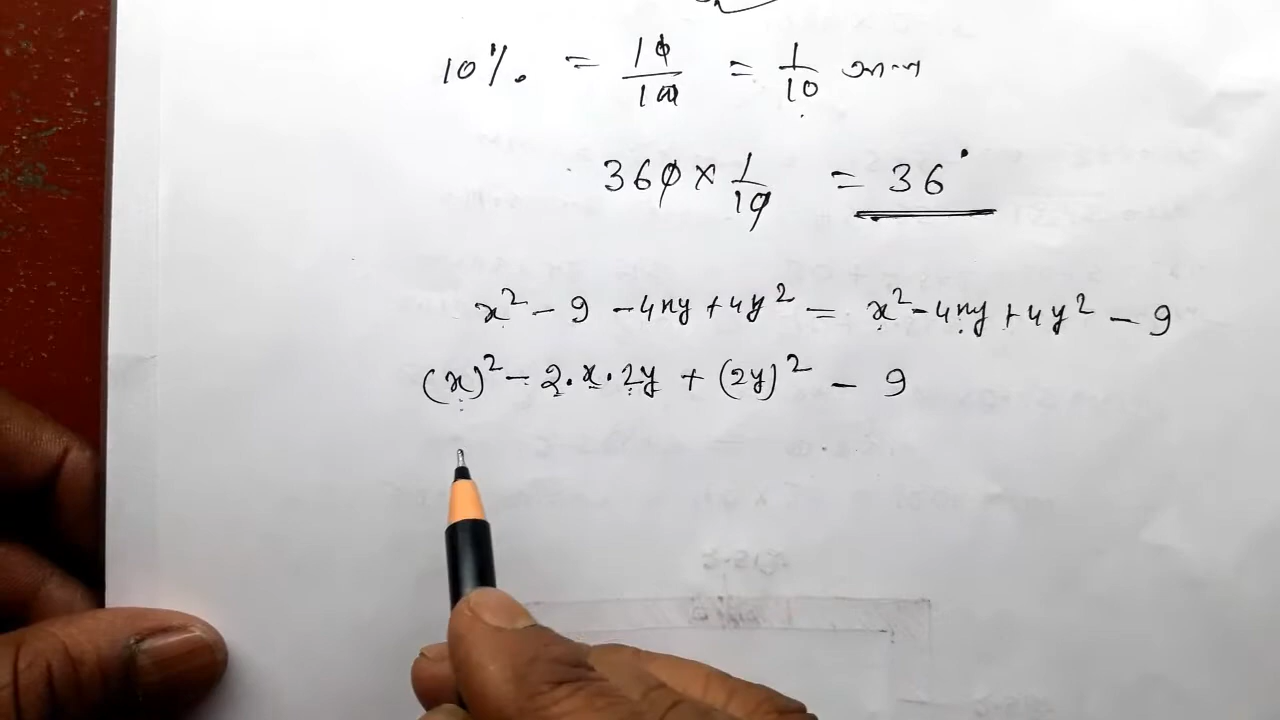 10% = 10/100 = 1/10 অংশ
360 × 1/10 = 36°
x² - 9 - 4xy + 4y² = x² - 4xy + 4y² - 9
(x)² - 2·x·2y + (2y)² - 9